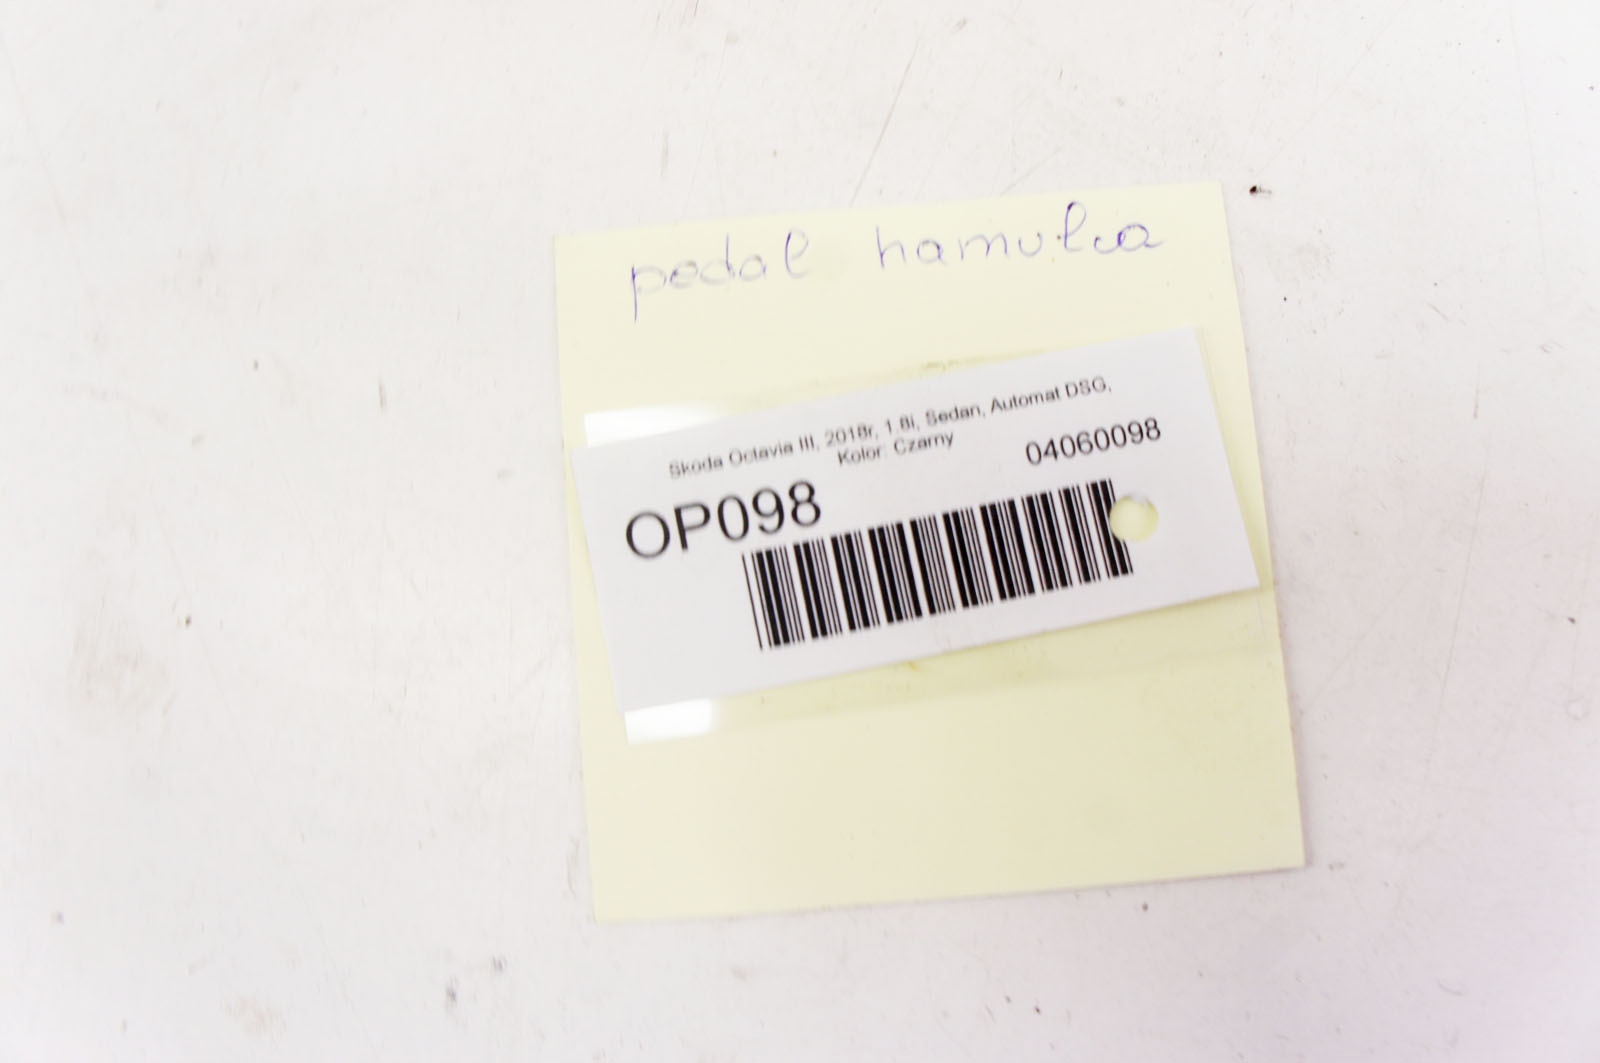 pedal hamulca
Skoda Octavia III, 2018r, 1.8i, Sedan, Automat DSG,
Kolor: Czarny
04060098
OP098